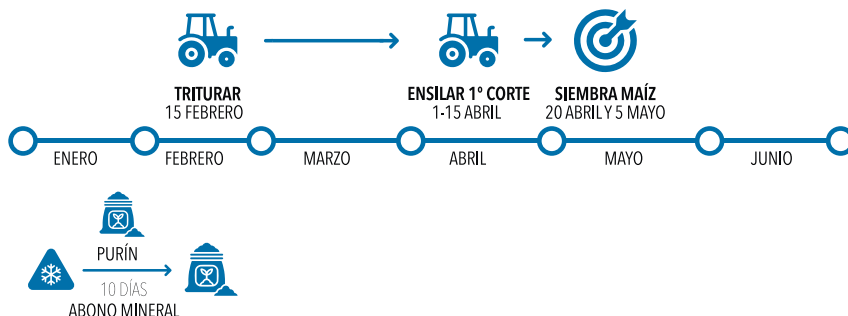 TRITURAR
15 FEBRERO
ENSILAR 1º CORTE
1-15 ABRIL
SIEMBRA MAÍZ
20 ABRIL Y 5 MAYO
ENERO
FEBRERO
MARZO
ABRIL
MAYO
JUNIO
PURÍN
10 DÍAS
ABONO MINERAL